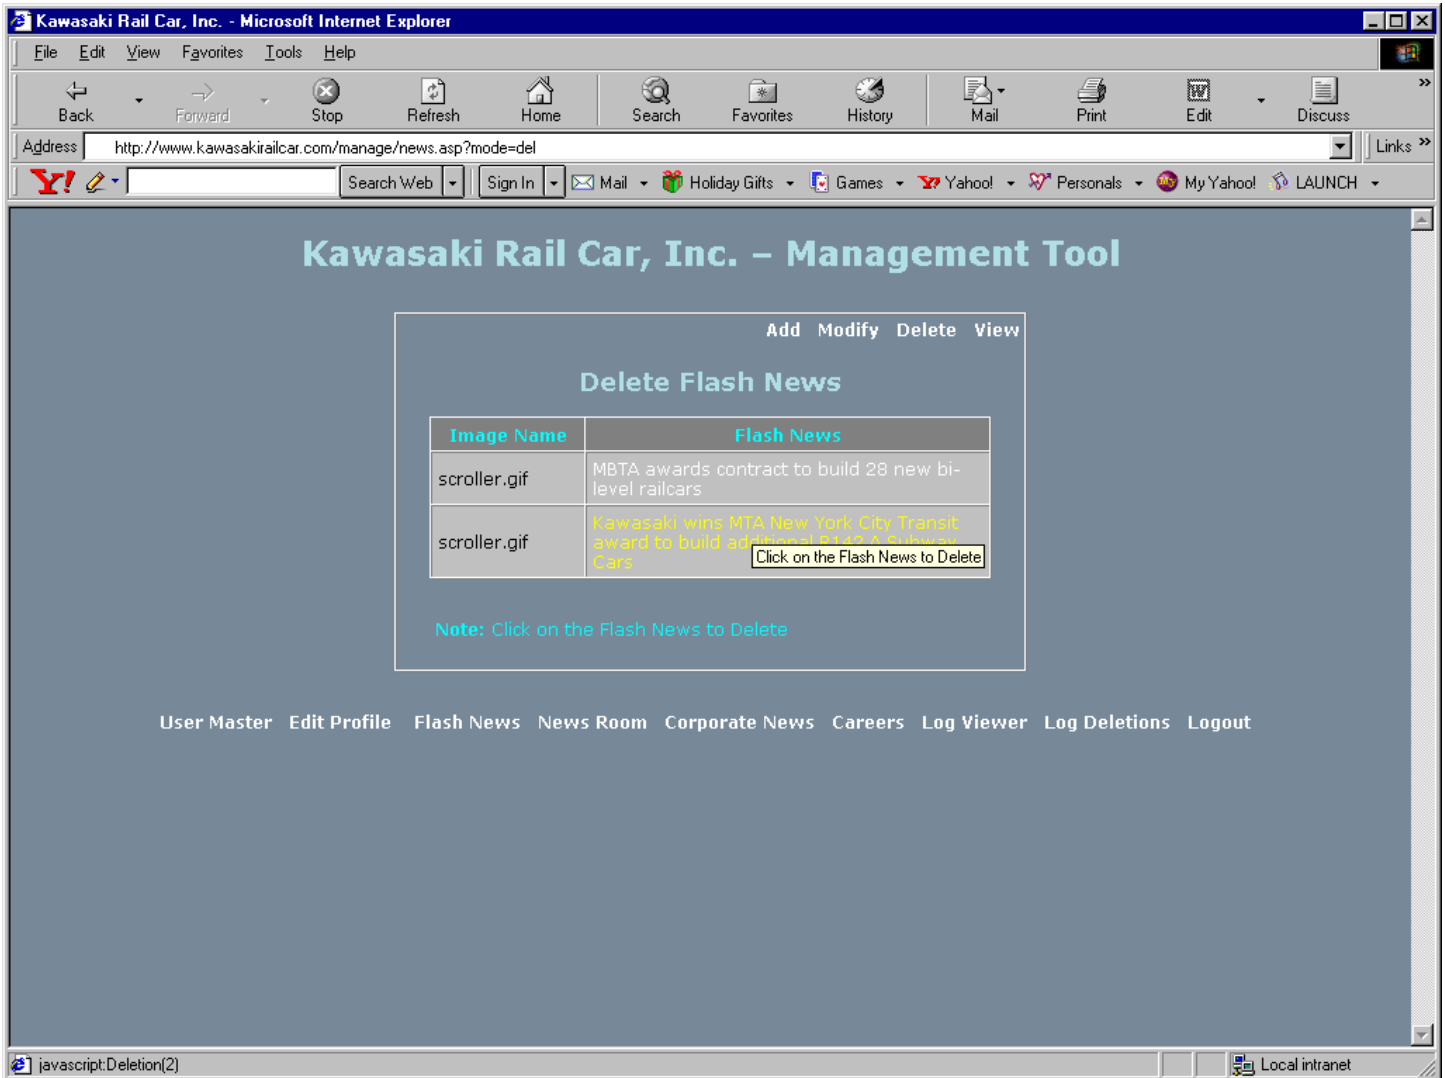 Kawasaki Rail Car, Inc. - Microsoft Internet Explorer
File Edit View Favorites Tools Help
Back Forward Stop Refresh Home Search Favorites History Mail Print Edit Discuss »
Address http://www.kawasakirailcar.com/manage/news.asp?mode=del Links »
Y! Search Web Sign In Mail Holiday Gifts Games Yahoo! Personals My Yahoo! LAUNCH
Kawasaki Rail Car, Inc. – Management Tool
Add Modify Delete View
Delete Flash News
Image Name Flash News
scroller.gif MBTA awards contract to build 28 new bi-
level railcars
Kawasaki wins MTA New York City Transit
scroller.gif award to build additional R142 A Subway
Cars
Click on the Flash News to Delete
Note: Click on the Flash News to Delete
User Master Edit Profile Flash News News Room Corporate News Careers Log Viewer Log Deletions Logout
javascript:Deletion(2) Local intranet